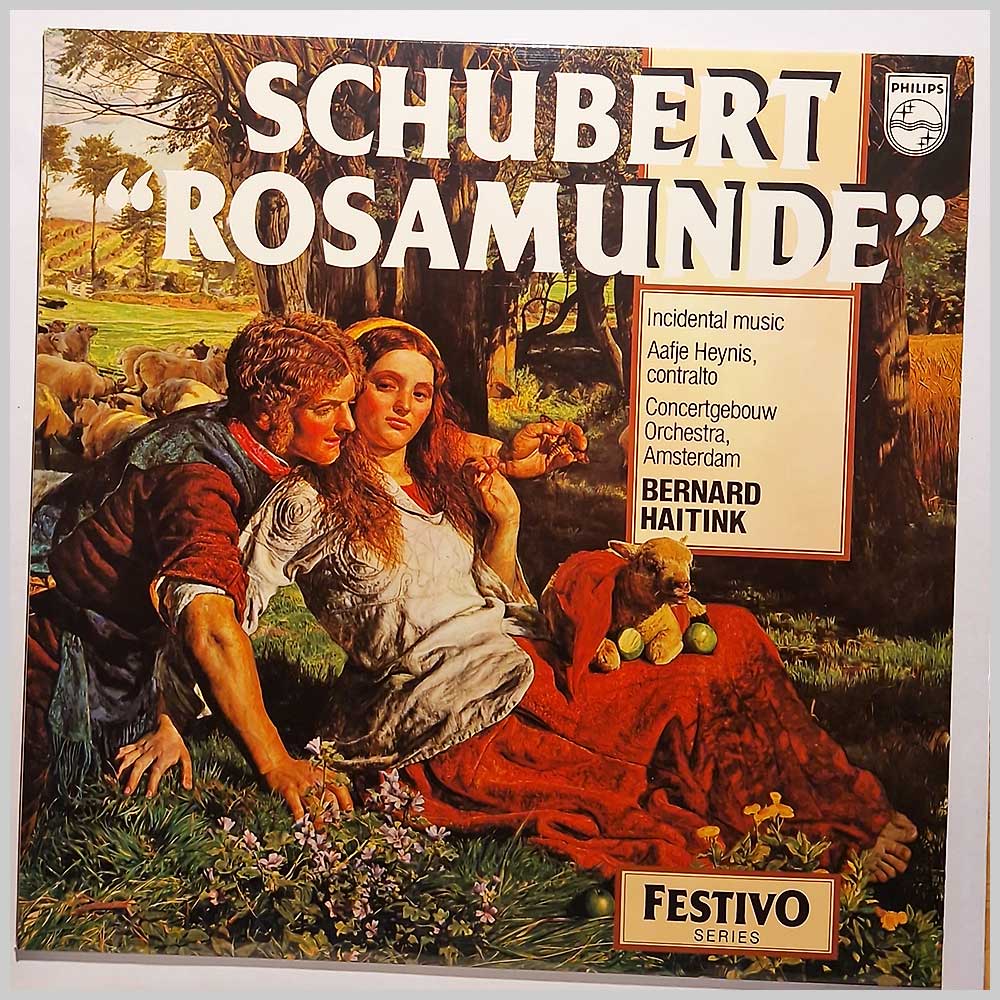 SCHUBERT
PHILIPS
“ROSAMUNDE”
Incidental music
Aafje Heynis,
contralto
Concertgebouw
Orchestra,
Amsterdam
BERNARD
HAITINK
FESTIVO
SERIES